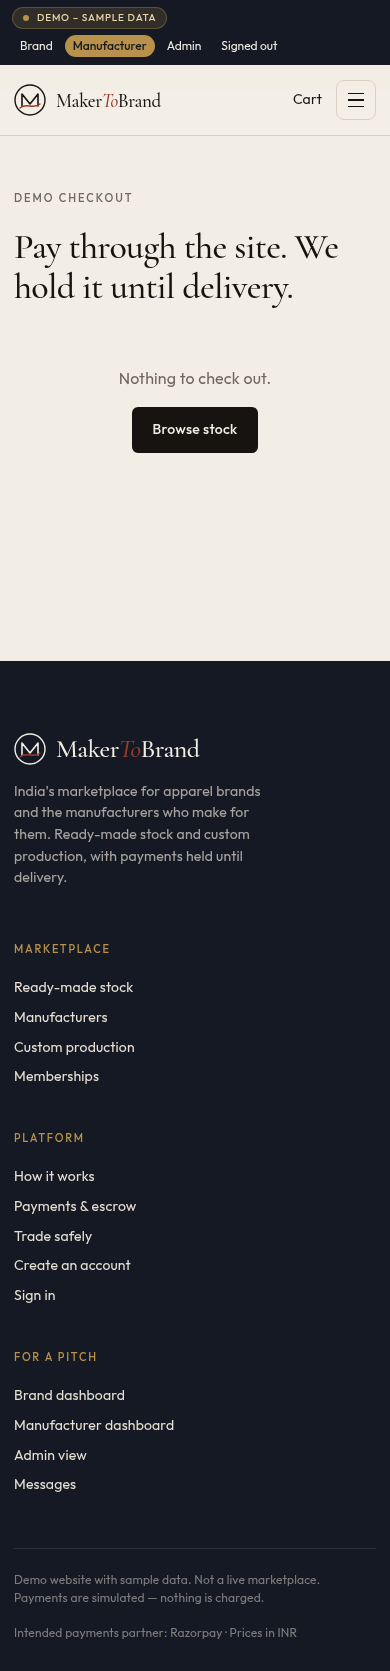 DEMO – SAMPLE DATA
Brand Manufacturer Admin Signed out
MakerToBrand Cart
DEMO CHECKOUT
Pay through the site. We
hold it until delivery.
Nothing to check out.
Browse stock
MakerToBrand
India's marketplace for apparel brands
and the manufacturers who make for
them. Ready-made stock and custom
production, with payments held until
delivery.
MARKETPLACE
Ready-made stock
Manufacturers
Custom production
Memberships
PLATFORM
How it works
Payments & escrow
Trade safely
Create an account
Sign in
FOR A PITCH
Brand dashboard
Manufacturer dashboard
Admin view
Messages
Demo website with sample data. Not a live marketplace.
Payments are simulated — nothing is charged.
Intended payments partner: Razorpay · Prices in INR